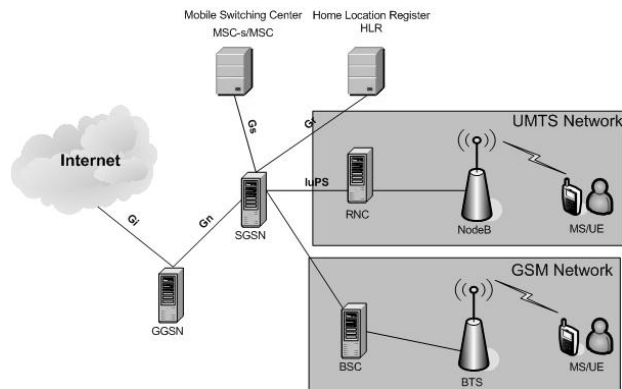 Mobile Switching Center
MSC-s/MSC
Home Location Register
HLR
UMTS Network
Gs
Gr
Internet
IuPS
RNC
NodeB
MS/UE
Gi
Gn
SGSN
GSM Network
GGSN
BSC
BTS
MS/UE